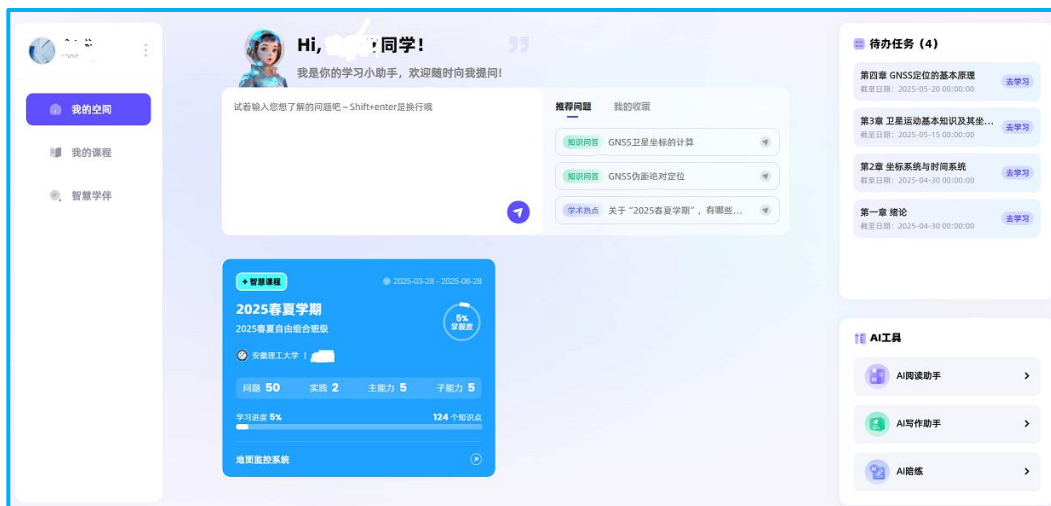 我的空间
我的课程
智慧学伴
Hi,
同学!
我是你的学习小助手，欢迎随时向我提问!
试着输入您想了解的问题吧 ~ Shift+enter是换行哦
推荐问题 我的收藏
知识问答 GNSS卫星坐标的计算
知识问答 GNSS伪距绝对定位
学术热点 关于“2025春夏学期”，有哪些...
智慧课程 2025-03-28 - 2025-06-28
2025春夏学期
2025春夏自由组合班级
5%
掌握度
安徽理工大学 |
问题 50 实践 2 主能力 5 子能力 5
学习进度 5% 124 个知识点
地面监控系统
待办任务（4）
第四章 GNSS定位的基本原理
截至日期：2025-05-20 00:00:00
去学习
第3章 卫星运动基本知识及其坐...
截至日期：2025-05-15 00:00:00
去学习
第2章 坐标系统与时间系统
截至日期：2025-04-30 00:00:00
去学习
第一章 绪论
截至日期：2025-04-30 00:00:00
去学习
AI工具
AI阅读助手
AI写作助手
AI陪练